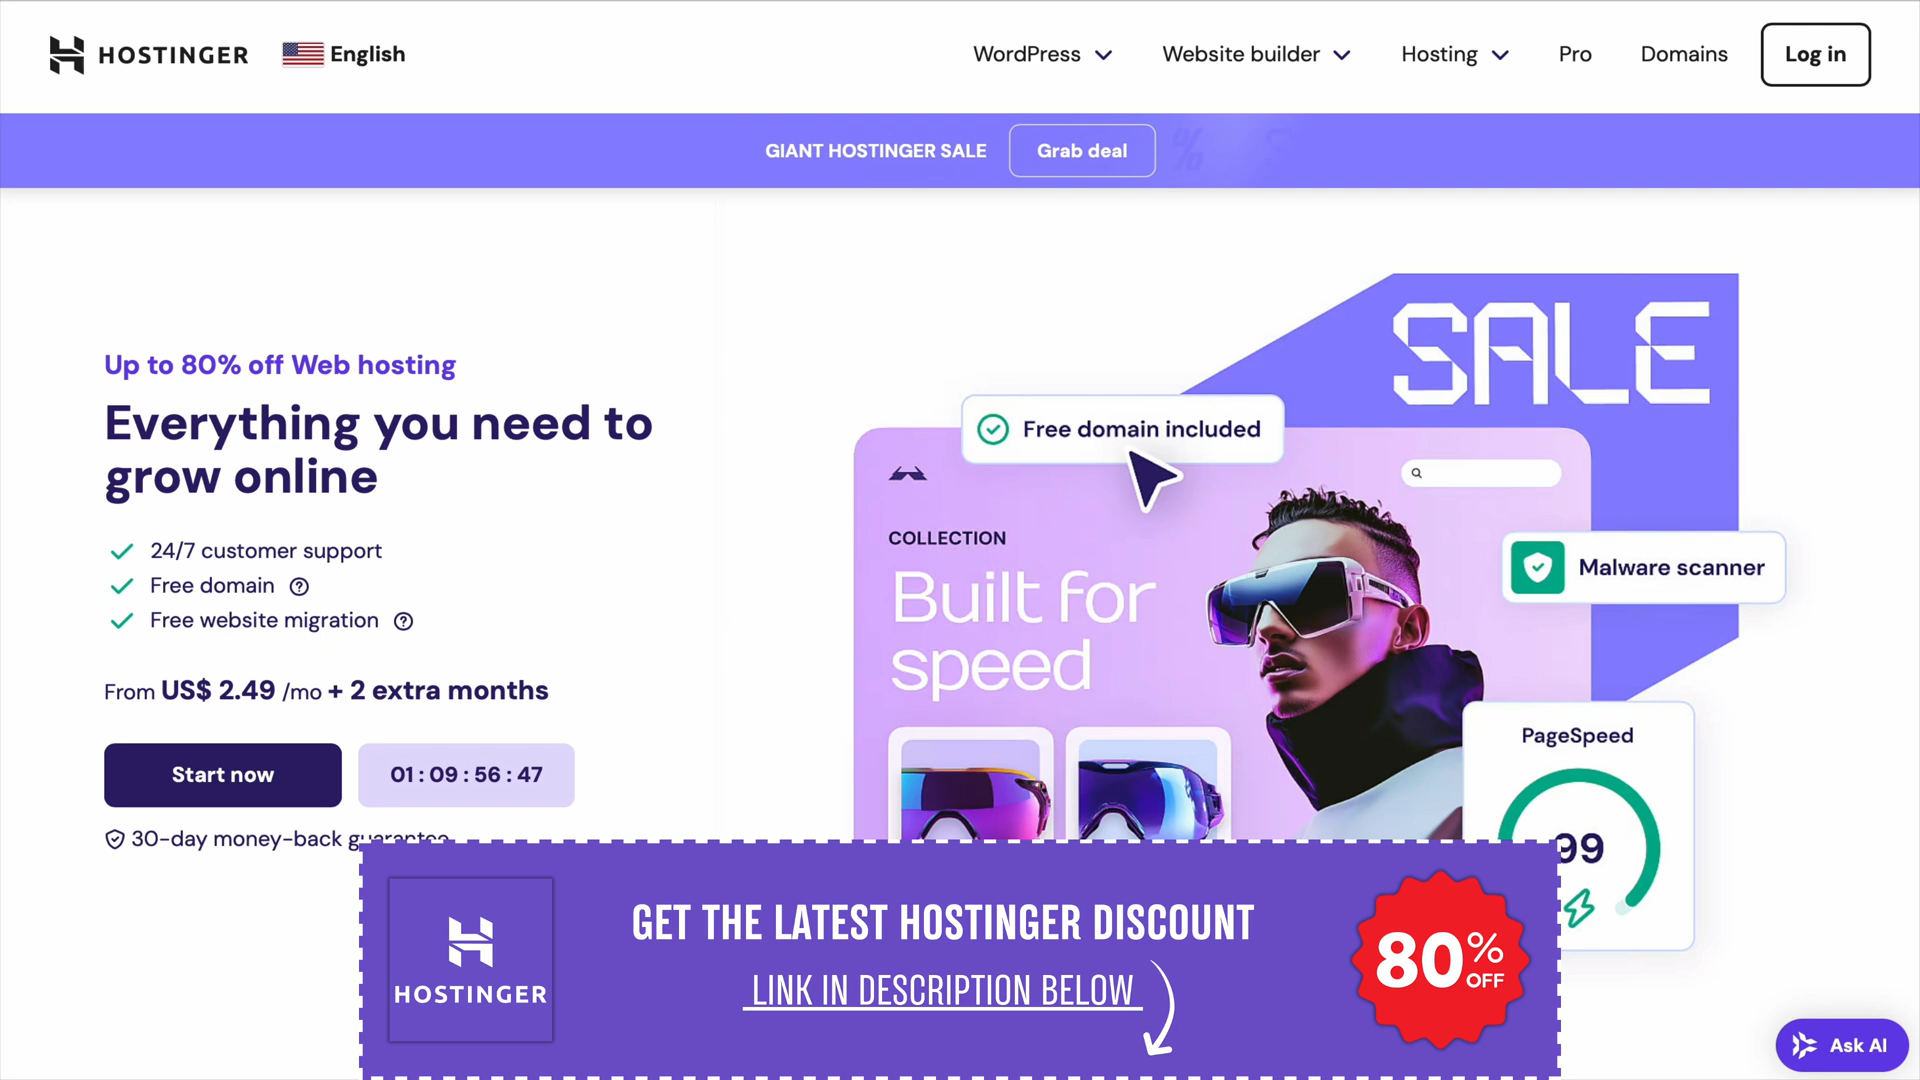 HOSTINGER
English
WordPress
Website builder
Hosting
Pro
Domains
Log in
GIANT HOSTINGER SALE
Grab deal
%
S
SALE
Up to 80% off Web hosting
Everything you need to
grow online
24/7 customer support
Free domain
Free website migration
From US$ 2.49 /mo + 2 extra months
Start now
01 : 09 : 56 : 47
30-day money-back guarantee
Free domain included
COLLECTION
Built for
speed
Malware scanner
PageSpeed
99
HOSTINGER
GET THE LATEST HOSTINGER DISCOUNT
LINK IN DESCRIPTION BELOW
80% OFF
Ask AI